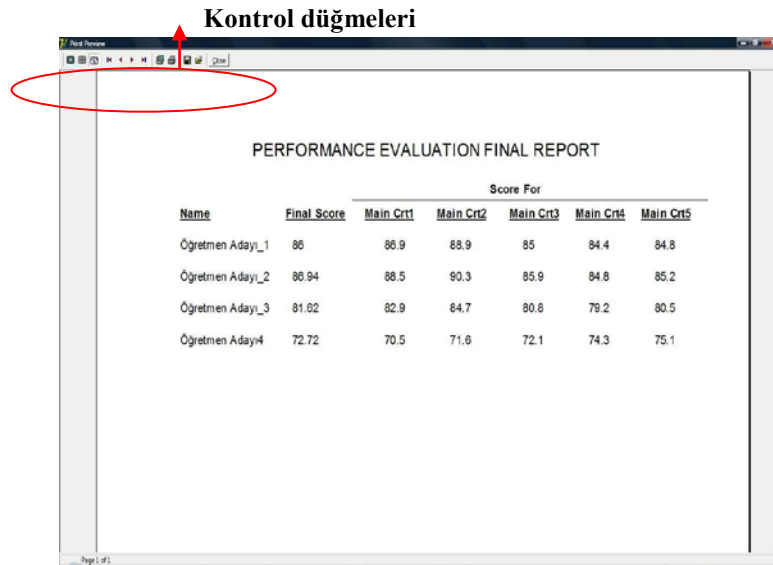 Kontrol düğmeleri
Print Preview
Close
PERFORMANCE EVALUATION FINAL REPORT
Score For
Name Final Score Main Crt1 Main Crt2 Main Crt3 Main Crt4 Main Crt5
Öğretmen Adayı_1 86 86.9 88.9 85 84.4 84.8
Öğretmen Adayı_2 86.94 88.5 90.3 85.9 84.8 85.2
Öğretmen Adayı_3 81.62 82.9 84.7 80.8 79.2 80.5
Öğretmen Adayı4 72.72 70.5 71.6 72.1 74.3 75.1
Page 1 of 1